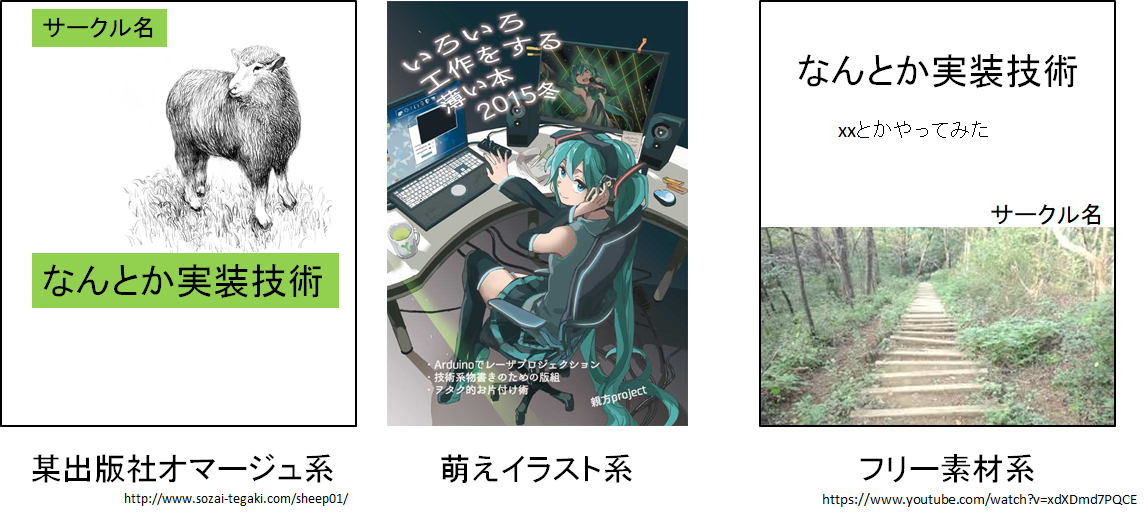 サークル名
なんとか実装技術
某出版社オマージュ系
http://www.sozai-tegaki.com/sheep01/
いろいろ
工作をする
薄い本
2015冬
・Arduinoでレーザプロジェクション
・技術系物書きのための版組
・ヲタク的お片付け術
親方project
萌えイラスト系
なんとか実装技術
xxとかやってみた
サークル名
フリー素材系
https://www.youtube.com/watch?v=xdXDmd7PQCE